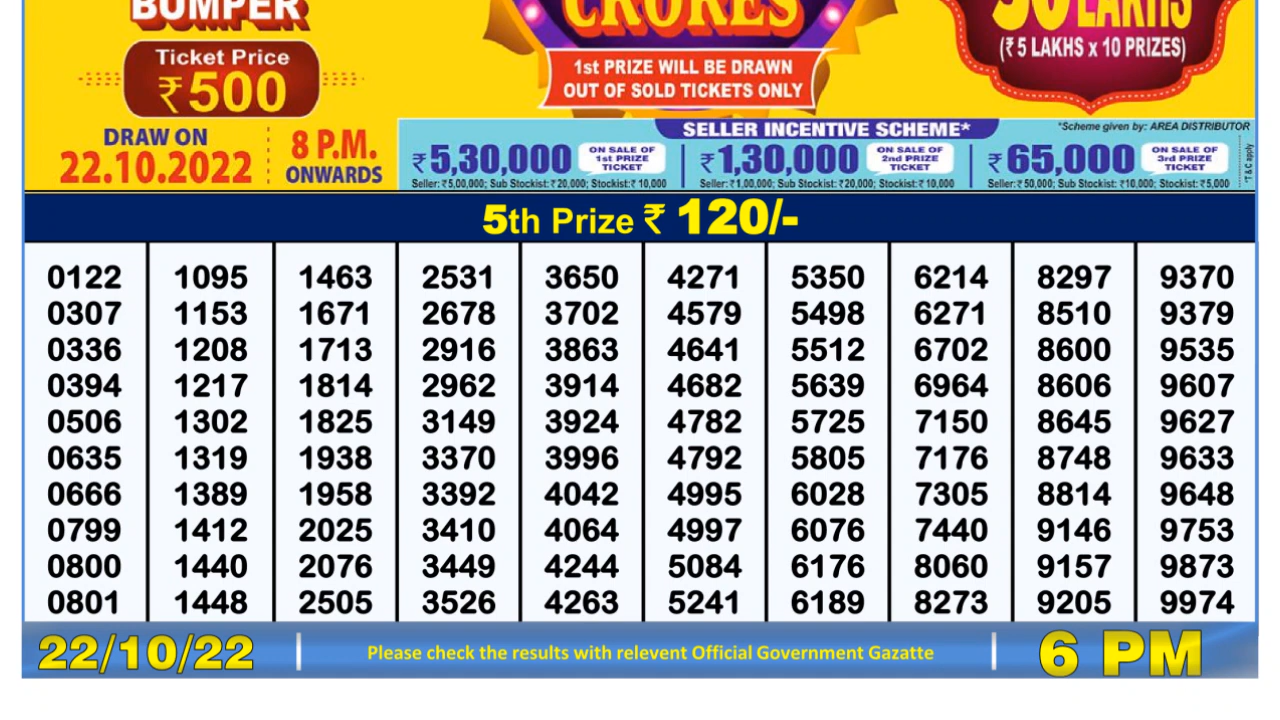 BUMPER
Ticket Price
₹500
DRAW ON
22.10.2022
8 P.M.
ONWARDS
CRORES
1st PRIZE WILL BE DRAWN
OUT OF SOLD TICKETS ONLY
50 LAKHS
(₹ 5 LAKHS x 10 PRIZES)
SELLER INCENTIVE SCHEME*
*Scheme given by: AREA DISTRIBUTOR
₹5,30,000 ON SALE OF 1st PRIZE TICKET
Seller: ₹5,00,000; Sub Stockist: ₹20,000; Stockist: ₹ 10,000
₹1,30,000 ON SALE OF 2nd PRIZE TICKET
Seller: ₹1,00,000; Sub Stockist: ₹20,000; Stockist: ₹ 10,000
₹65,000 ON SALE OF 3rd PRIZE TICKET
Seller: ₹ 50,000; Sub Stockist: ₹10,000; Stockist: ₹5,000
*T & C apply
5th Prize ₹ 120/-
0122 1095 1463 2531 3650 4271 5350 6214 8297 9370
0307 1153 1671 2678 3702 4579 5498 6271 8510 9379
0336 1208 1713 2916 3863 4641 5512 6702 8600 9535
0394 1217 1814 2962 3914 4682 5639 6964 8606 9607
0506 1302 1825 3149 3924 4782 5725 7150 8645 9627
0635 1319 1938 3370 3996 4792 5805 7176 8748 9633
0666 1389 1958 3392 4042 4995 6028 7305 8814 9648
0799 1412 2025 3410 4064 4997 6076 7440 9146 9753
0800 1440 2076 3449 4244 5084 6176 8060 9157 9873
0801 1448 2505 3526 4263 5241 6189 8273 9205 9974
22/10/22 | Please check the results with relevent Official Government Gazatte | 6 PM